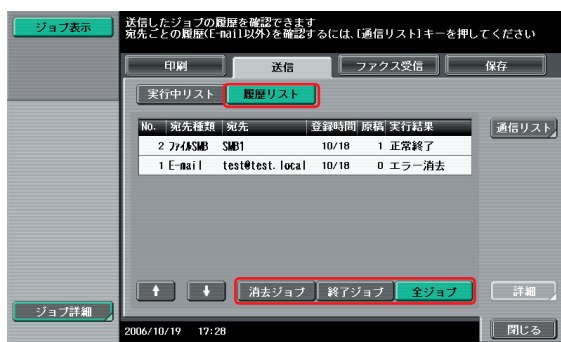 ジョブ表示
送信したジョブの履歴を確認できます
宛先ごとの履歴(E-mail以外)を確認するには、[通信リスト]キーを押してください
印刷 送信 ファクス受信 保存
実行中リスト 履歴リスト
No. 宛先種類 宛先 登録時間 原稿 実行結果
通信リスト
2 ファイルSMB SMB1 10/18 1 正常終了
1 E-mail test@test.local 10/18 0 エラー消去
↑ ↓ 消去ジョブ 終了ジョブ 全ジョブ 詳細
ジョブ詳細
2006/10/19 17:28 閉じる